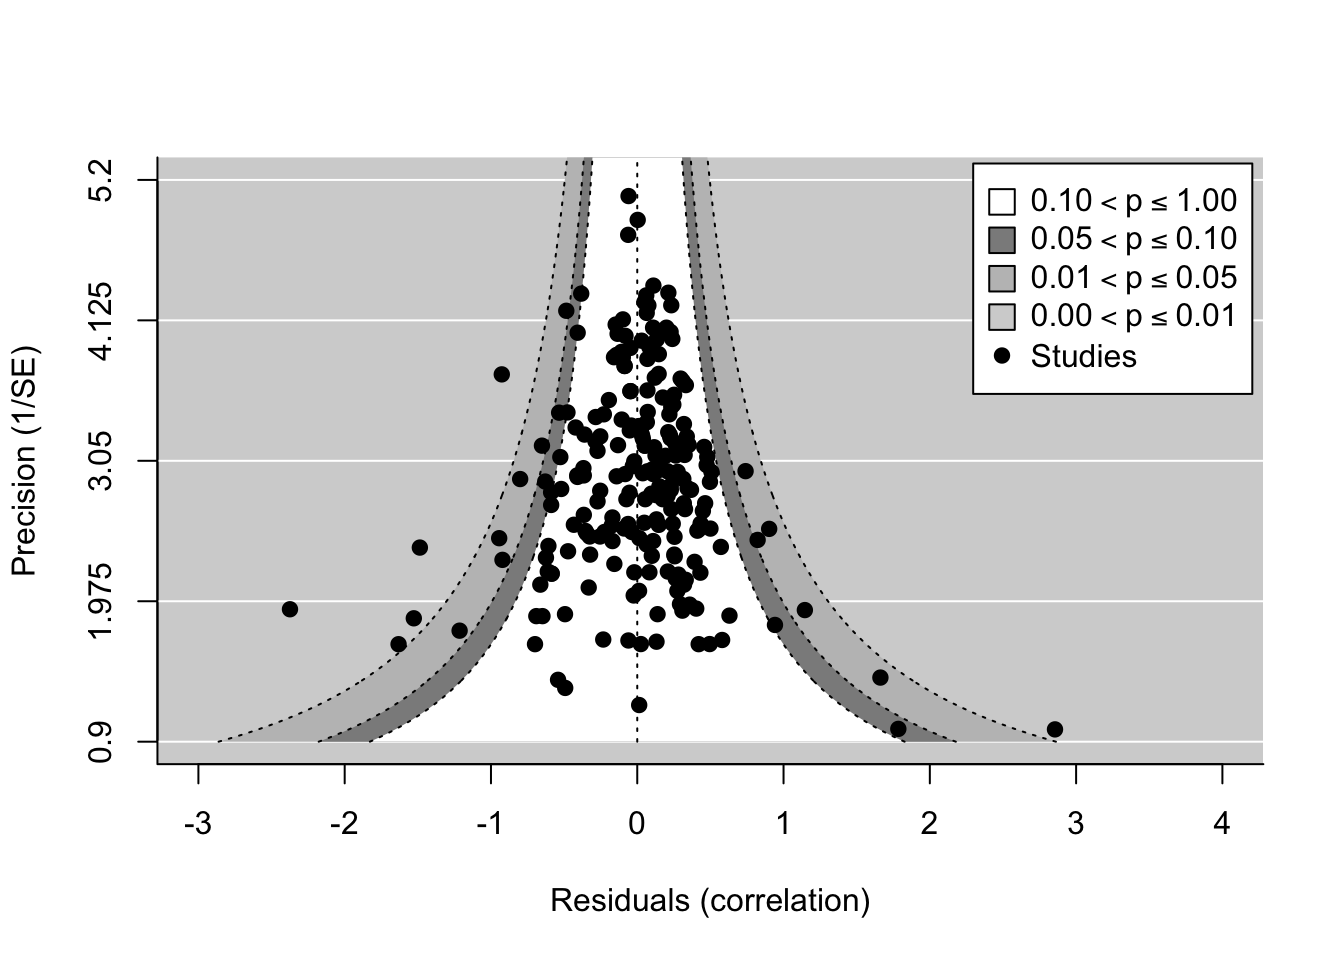 0.10 < p ≤ 1.00
0.05 < p ≤ 0.10
0.01 < p ≤ 0.05
0.00 < p ≤ 0.01
Studies
Precision (1/SE)
5.2
4.125
3.05
1.975
0.9
-3 -2 -1 0 1 2 3 4
Residuals (correlation)